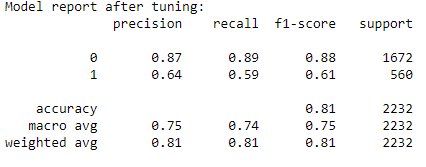 Model report after tuning:
precision recall f1-score support
0 0.87 0.89 0.88 1672
1 0.64 0.59 0.61 560
accuracy 0.81 2232
macro avg 0.75 0.74 0.75 2232
weighted avg 0.81 0.81 0.81 2232